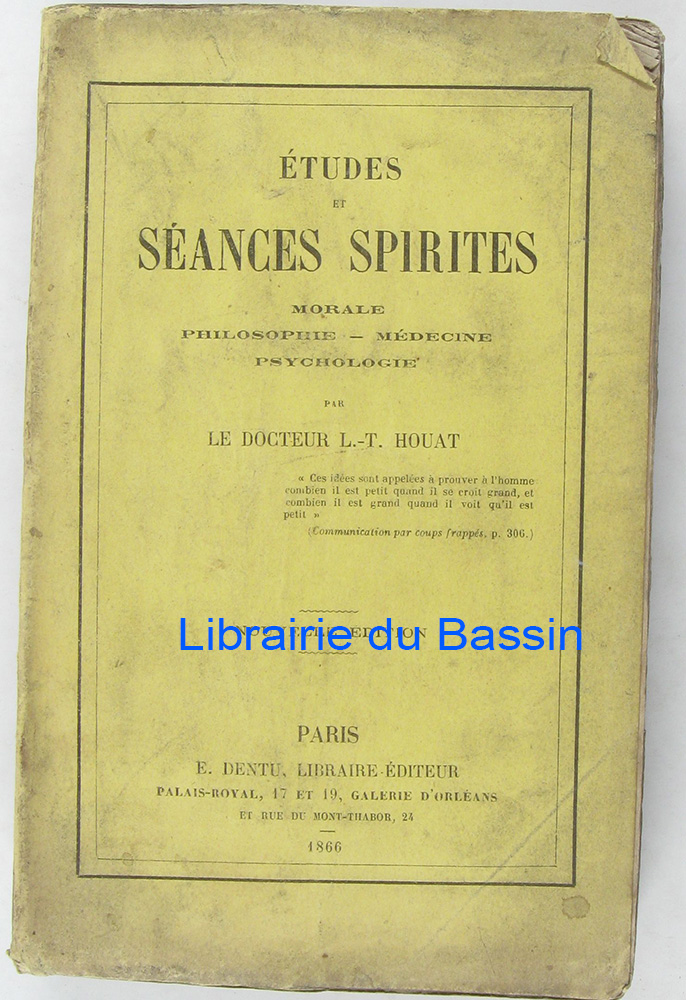 ÉTUDES
ET
SÉANCES SPIRITES
MORALE
PHILOSOPHIE — MÉDECINE
PSYCHOLOGIE
PAR
LE DOCTEUR L.-T. HOUAT
« Ces idées sont appelées à prouver à l'homme
combien il est petit quand il se croit grand, et
combien il est grand quand il voit qu'il est
petit »
(Communication par coups frappés, p. 306.)
NOUVELLE EDITION
Librairie du Bassin
PARIS
E. DENTU, LIBRAIRE-ÉDITEUR
PALAIS-ROYAL, 17 ET 19, GALERIE D'ORLÉANS
ET RUE DU MONT-THABOR, 24
1866